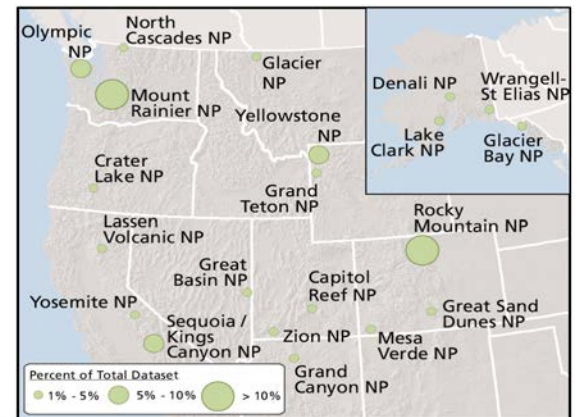 North
Cascades NP
Olympic
NP
Glacier
NP
Mount
Rainier NP
Yellowstone
NP
Denali NP
Wrangell-
St Elias NP
Lake
Clark NP
Glacier
Bay NP
Crater
Lake NP
Grand
Teton NP
Lassen
Volcanic NP
Rocky
Mountain NP
Great
Basin NP
Capitol
Reef NP
Yosemite NP
Sequoia /
Kings
Canyon NP
Zion NP
Great Sand
Dunes NP
Mesa
Verde NP
Grand
Canyon NP
Percent of Total Dataset
1% - 5%
5% - 10%
> 10%